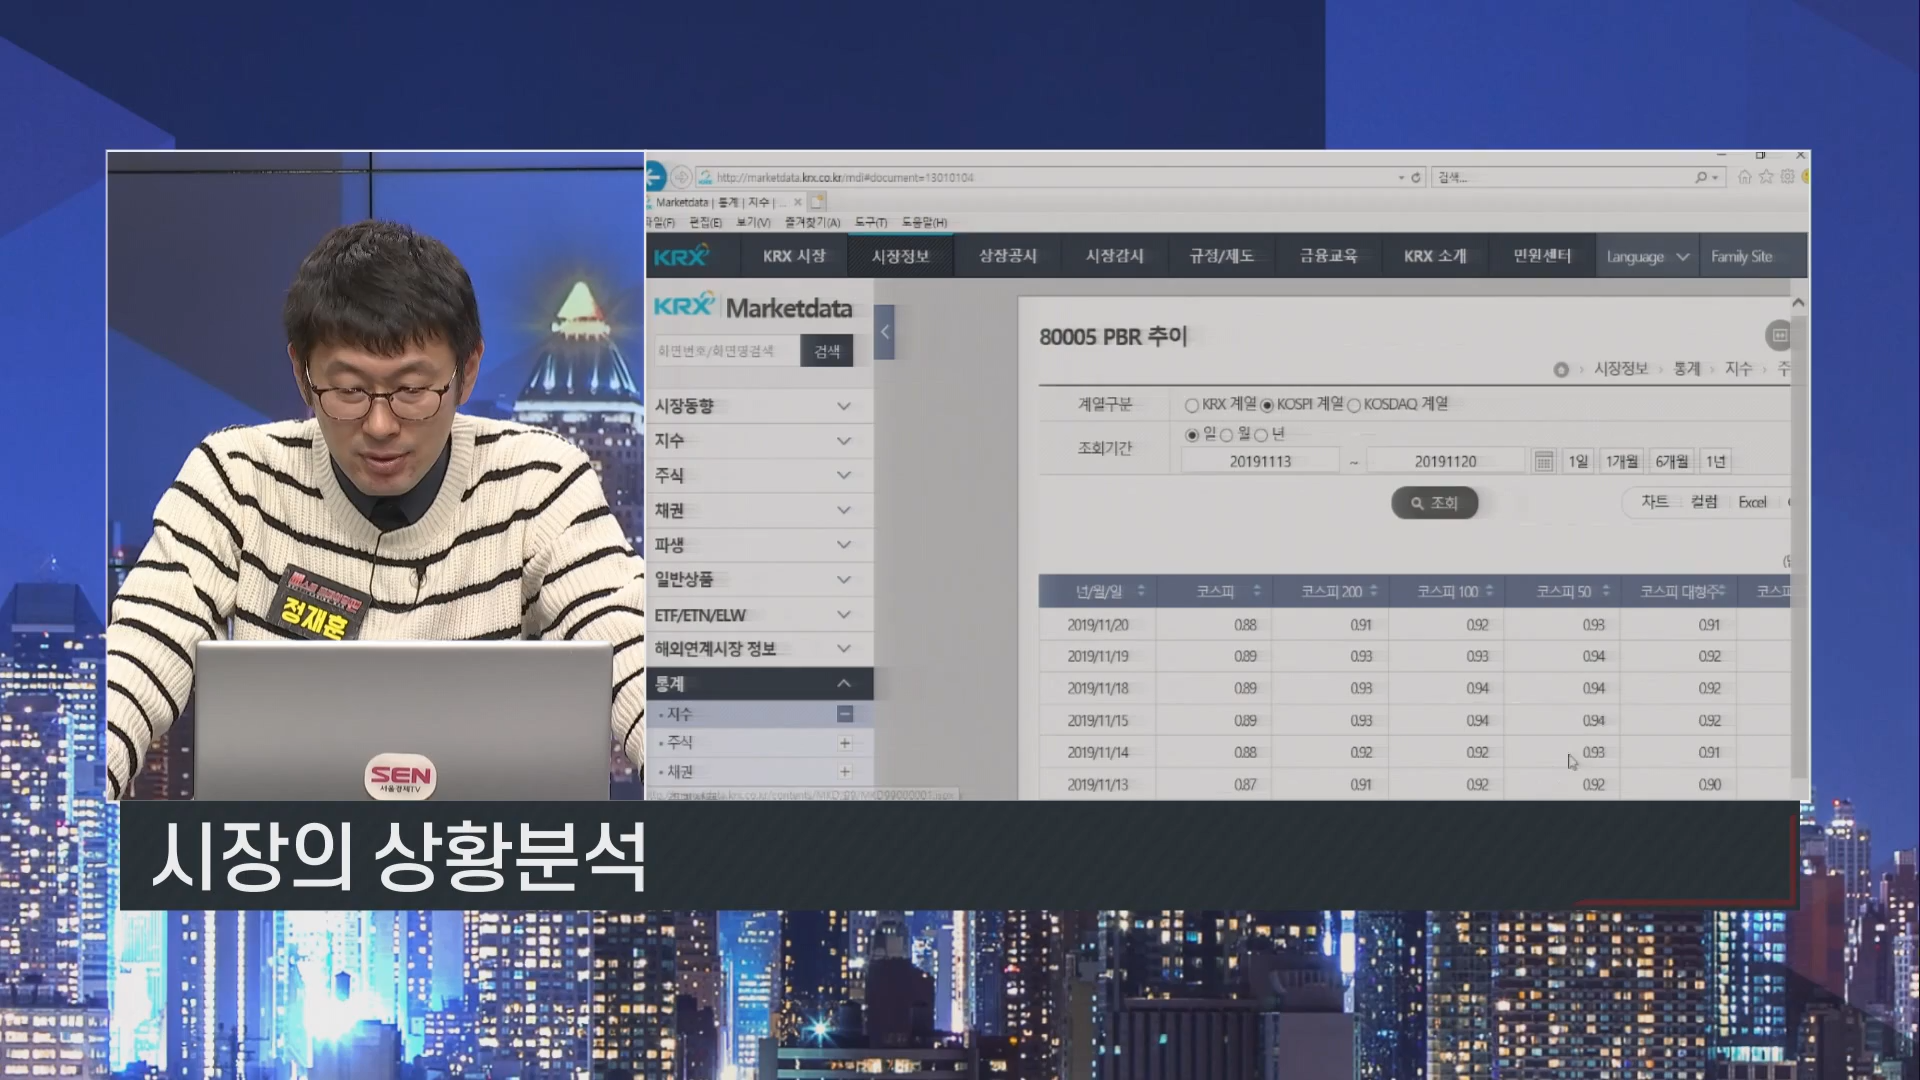 http://marketdata.krx.co.kr/mdi#document=13010104
검색...
Marketdata | 통계 | 지수 | ...
파일(F) 편집(E) 보기(V) 즐겨찾기(A) 도구(T) 도움말(H)
KRX KRX 시장 시장정보 상장공시 시장감시 규정/제도 금융교육 KRX 소개 민원센터 Language Family Site
KRX Marketdata
화면번호/화면명검색 검색
시장동향
지수
주식
채권
파생
일반상품
ETF/ETN/ELW
해외연계시장 정보
통계
지수
주식
채권
80005 PBR 추이
시장정보 > 통계 > 지수 >
계열구분 KRX 계열 KOSPI 계열 KOSDAQ 계열
조회기간 일 월 년
20191113 ~ 20191120 1일 1개월 6개월 1년
조회
차트 컬럼 Excel
년/월/일 코스피 코스피 200 코스피 100 코스피 50 코스피 대형주 코스피
2019/11/20 0.88 0.91 0.92 0.93 0.91
2019/11/19 0.89 0.93 0.93 0.94 0.92
2019/11/18 0.89 0.93 0.94 0.94 0.92
2019/11/15 0.89 0.93 0.94 0.94 0.92
2019/11/14 0.88 0.92 0.92 0.93 0.91
2019/11/13 0.87 0.91 0.92 0.92 0.90
정재훈
SEN
서울경제TV
시장의 상황분석